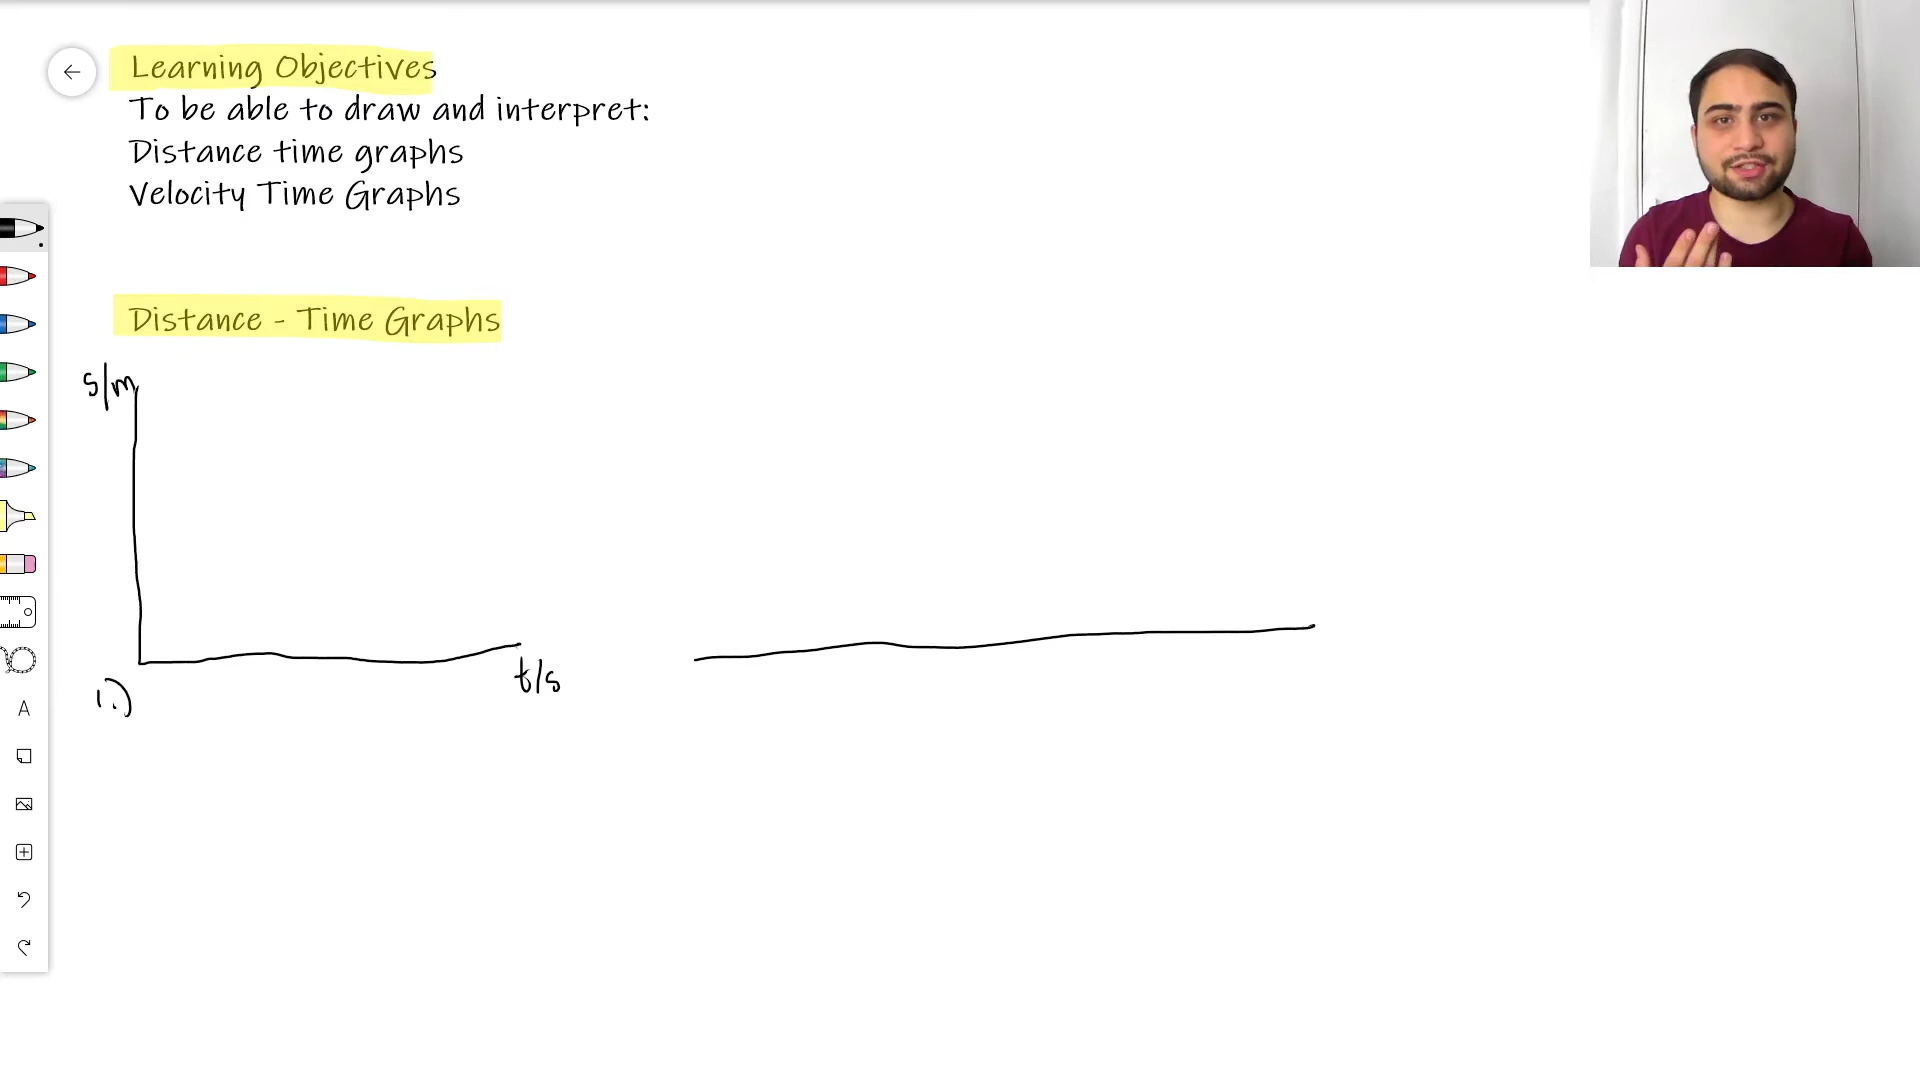 Learning Objectives
To be able to draw and interpret:
Distance time graphs
Velocity Time Graphs
Distance - Time Graphs
s/m
t/s
1.)
A